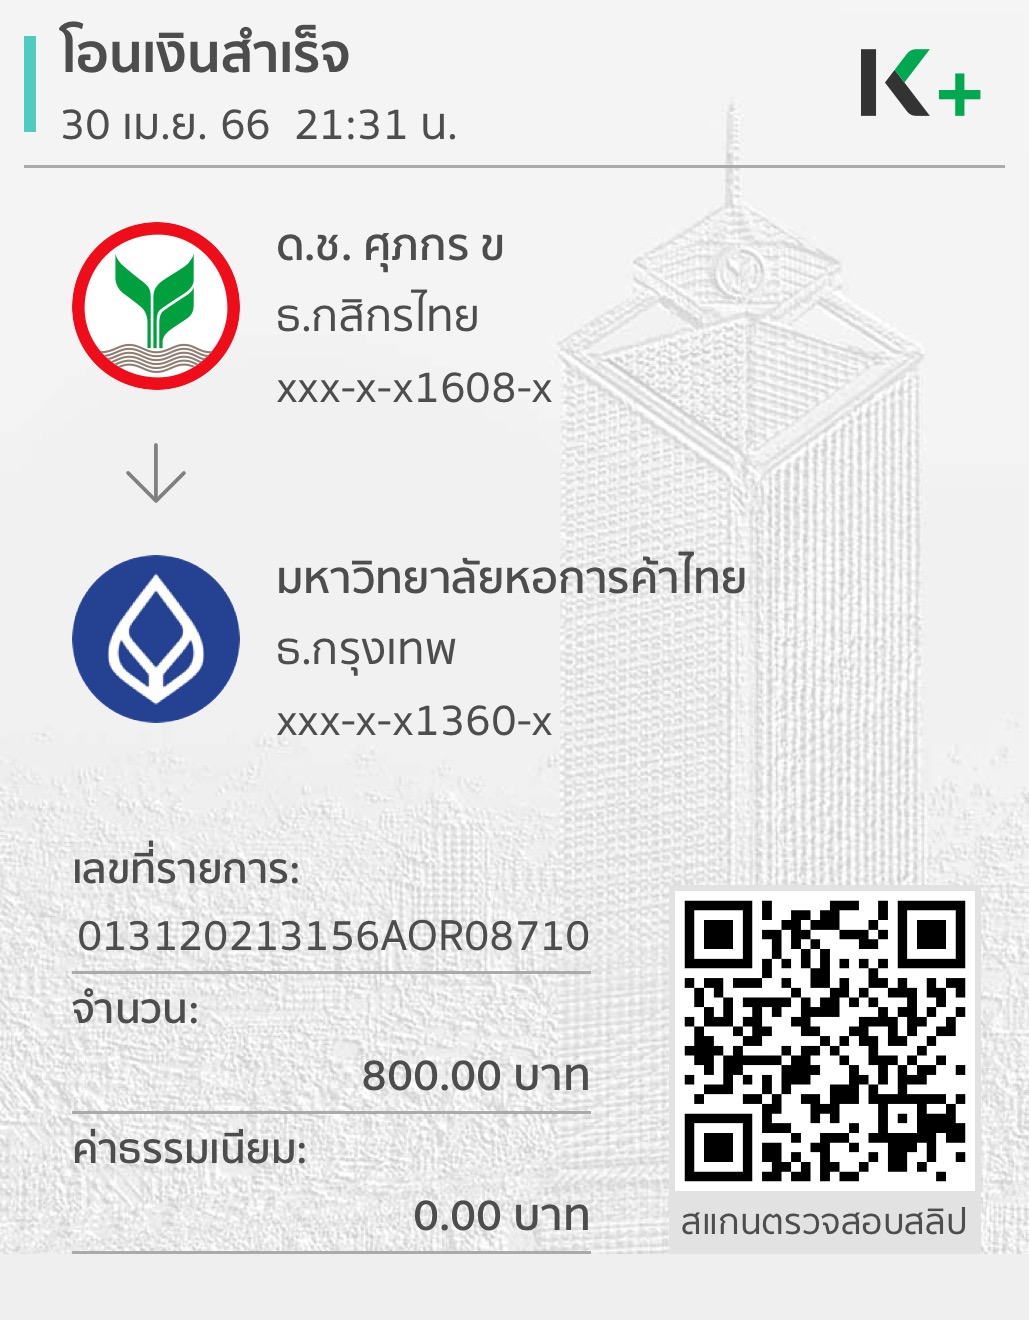 โอนเงินสำเร็จ
30 เม.ย. 66 21:31 น.
K+
ด.ช. ศุภกร ข
ธ.กสิกรไทย
xxx-x-x1608-x
มหาวิทยาลัยหอการค้าไทย
ธ.กรุงเทพ
xxx-x-x1360-x
เลขที่รายการ:
013120213156AOR08710
จำนวน:
800.00 บาท
ค่าธรรมเนียม:
0.00 บาท
สแกนตรวจสอบสลิป